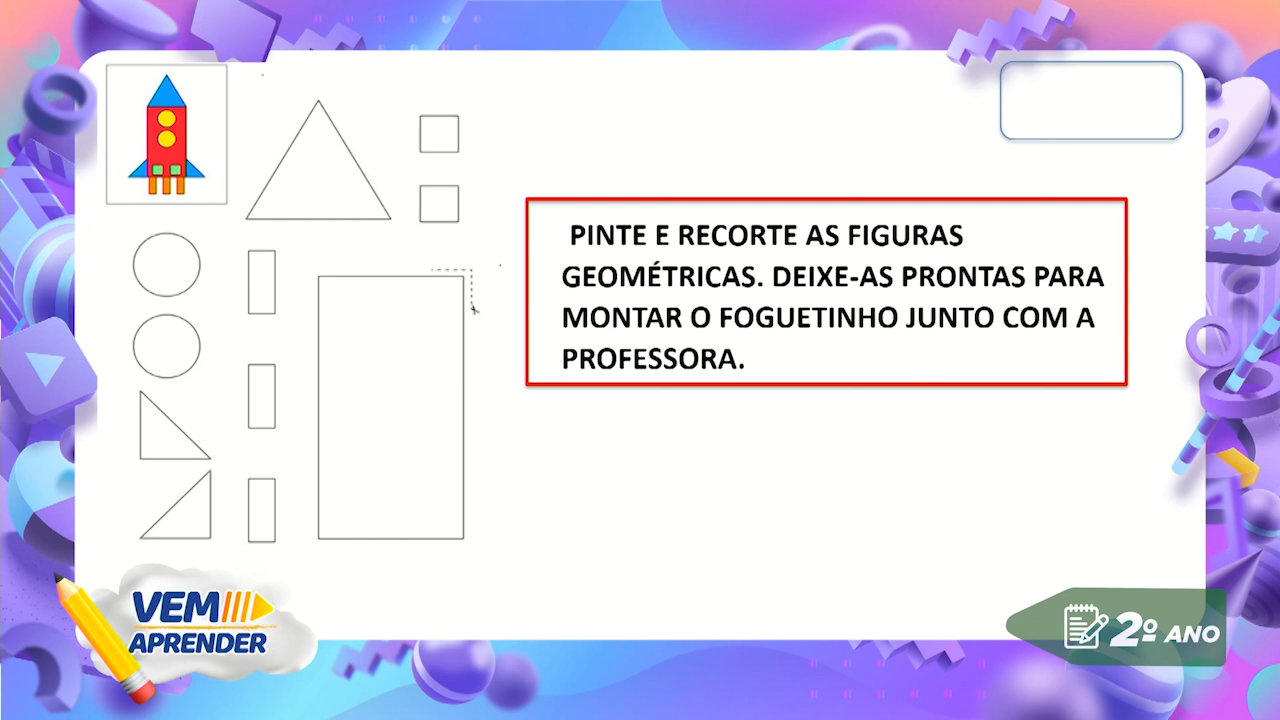 PINTE E RECORTE AS FIGURAS
GEOMÉTRICAS. DEIXE-AS PRONTAS PARA
MONTAR O FOGUETINHO JUNTO COM A
PROFESSORA.
VEM
APRENDER
2º ANO